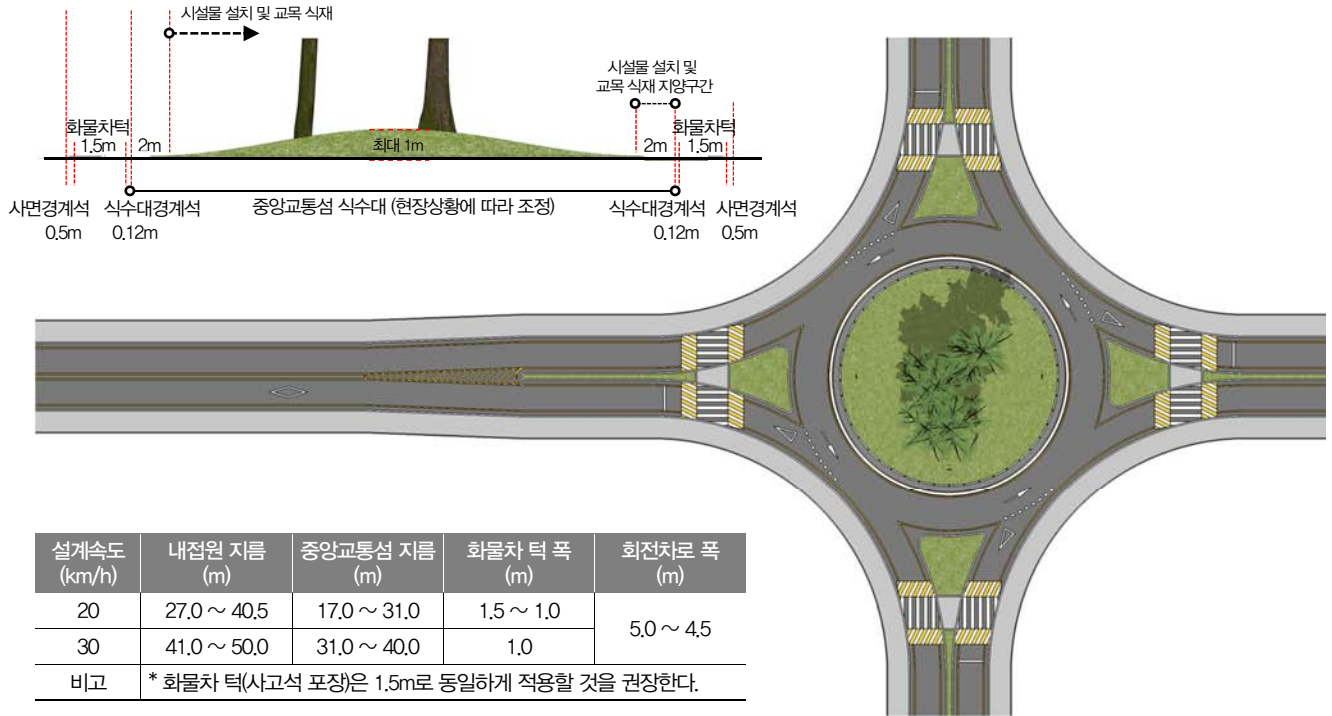 시설물 설치 및 교목 식재
시설물 설치 및
교목 식재 지양구간
화물차턱
1.5m
2m
최대 1m
2m
화물차턱
1.5m
사면경계석
0.5m
식수대경계석
0.12m
중앙교통섬 식수대 (현장상황에 따라 조정)
식수대경계석
0.12m
사면경계석
0.5m
설계속도 (km/h) 내접원 지름 (m) 중앙교통섬 지름 (m) 화물차 턱 폭 (m) 회전차로 폭 (m)
20 27.0 ~ 40.5 17.0 ~ 31.0 1.5 ~ 1.0 5.0 ~ 4.5
30 41.0 ~ 50.0 31.0 ~ 40.0 1.0
비고 * 화물차 턱(사고석 포장)은 1.5m로 동일하게 적용할 것을 권장한다.